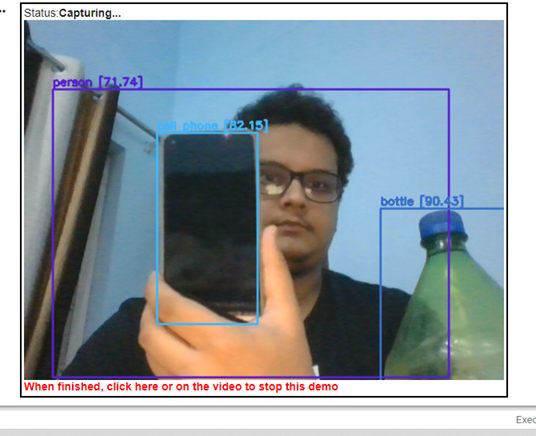 Status:Capturing...
person [71.74]
cell phone [82.15]
bottle [90.43]
When finished, click here or on the video to stop this demo
Exec